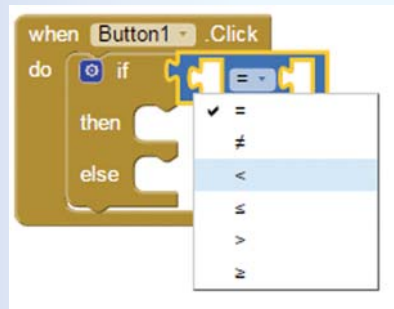 when Button1 .Click
do if =
then ✔ =
≠
else <
≤
>
≥